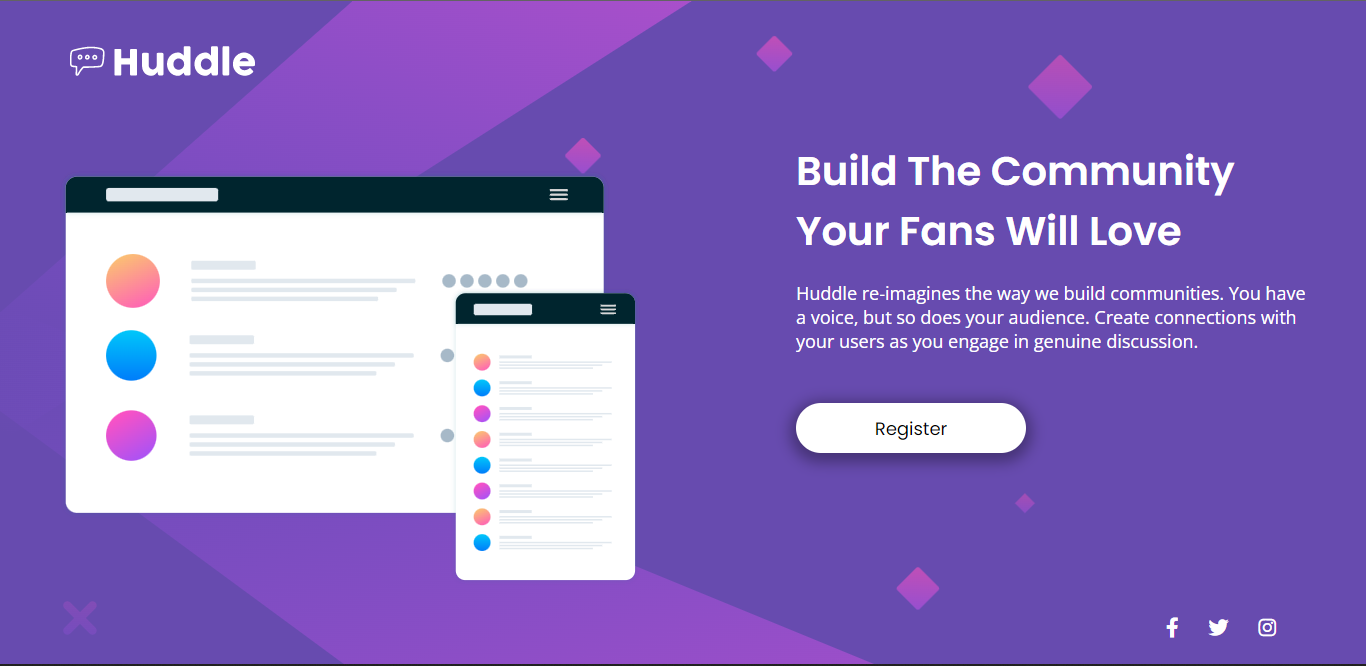 Huddle
Build The Community
Your Fans Will Love
Huddle re-imagines the way we build communities. You have
a voice, but so does your audience. Create connections with
your users as you engage in genuine discussion.
Register